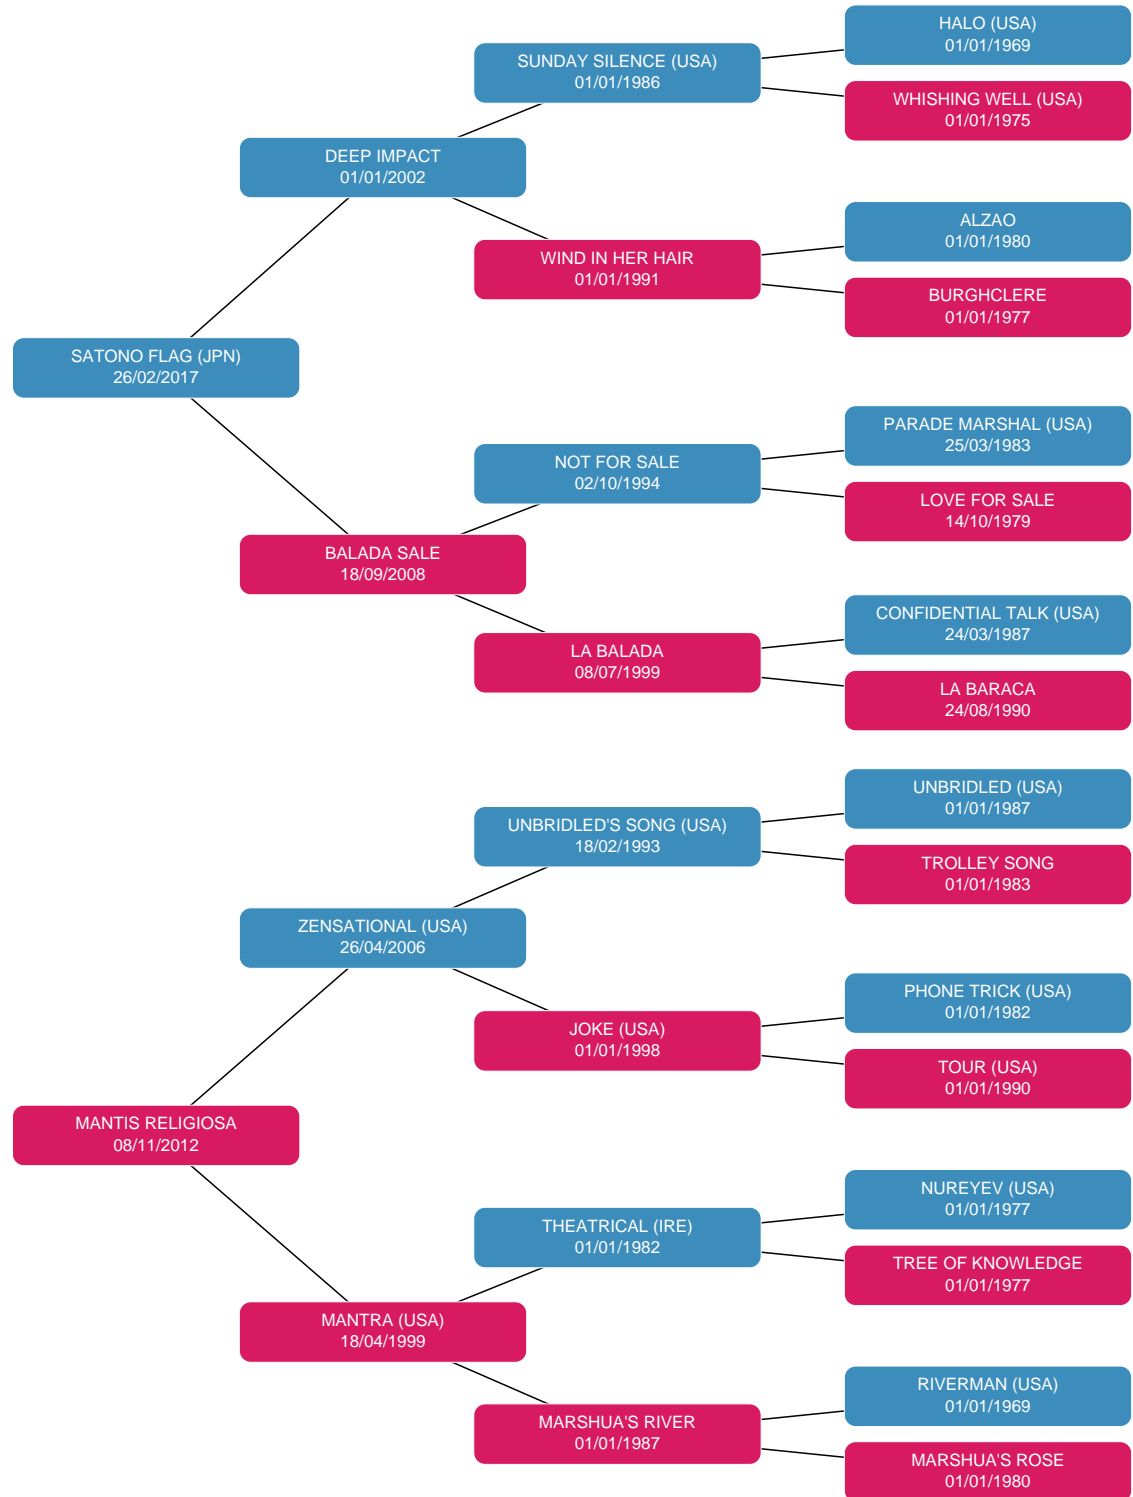 HALO (USA)
01/01/1969
SUNDAY SILENCE (USA)
01/01/1986
WHISHING WELL (USA)
01/01/1975
DEEP IMPACT
01/01/2002
ALZAO
01/01/1980
WIND IN HER HAIR
01/01/1991
BURGHCLERE
01/01/1977
SATONO FLAG (JPN)
26/02/2017
PARADE MARSHAL (USA)
25/03/1983
NOT FOR SALE
02/10/1994
LOVE FOR SALE
14/10/1979
BALADA SALE
18/09/2008
CONFIDENTIAL TALK (USA)
24/03/1987
LA BALADA
08/07/1999
LA BARACA
24/08/1990
UNBRIDLED (USA)
01/01/1987
UNBRIDLED'S SONG (USA)
18/02/1993
TROLLEY SONG
01/01/1983
ZENSATIONAL (USA)
26/04/2006
PHONE TRICK (USA)
01/01/1982
JOKE (USA)
01/01/1998
TOUR (USA)
01/01/1990
MANTIS RELIGIOSA
08/11/2012
NUREYEV (USA)
01/01/1977
THEATRICAL (IRE)
01/01/1982
TREE OF KNOWLEDGE
01/01/1977
MANTRA (USA)
18/04/1999
RIVERMAN (USA)
01/01/1969
MARSHUA'S RIVER
01/01/1987
MARSHUA'S ROSE
01/01/1980